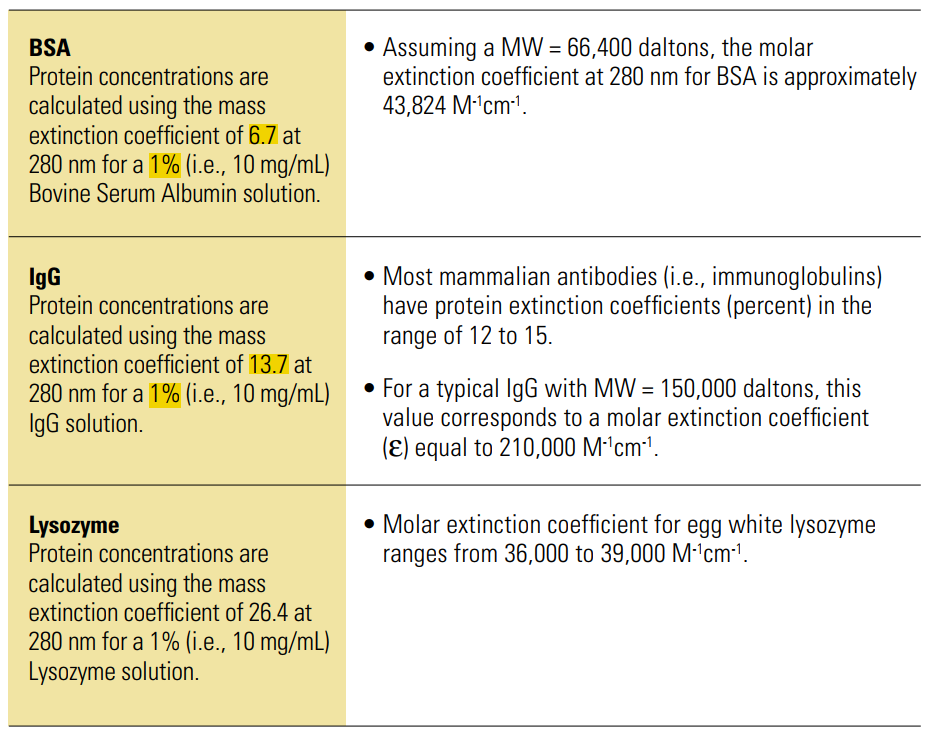 BSA
Protein concentrations are
calculated using the mass
extinction coefficient of 6.7 at
280 nm for a 1% (i.e., 10 mg/mL)
Bovine Serum Albumin solution.
• Assuming a MW = 66,400 daltons, the molar
extinction coefficient at 280 nm for BSA is approximately
43,824 M⁻¹cm⁻¹.
IgG
Protein concentrations are
calculated using the mass
extinction coefficient of 13.7 at
280 nm for a 1% (i.e., 10 mg/mL)
IgG solution.
• Most mammalian antibodies (i.e., immunoglobulins)
have protein extinction coefficients (percent) in the
range of 12 to 15.
• For a typical IgG with MW = 150,000 daltons, this
value corresponds to a molar extinction coefficient
(ε) equal to 210,000 M⁻¹cm⁻¹.
Lysozyme
Protein concentrations are
calculated using the mass
extinction coefficient of 26.4 at
280 nm for a 1% (i.e., 10 mg/mL)
Lysozyme solution.
• Molar extinction coefficient for egg white lysozyme
ranges from 36,000 to 39,000 M⁻¹cm⁻¹.